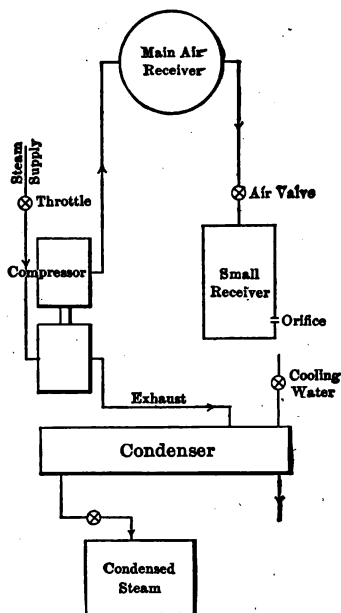 Main Air
Receiver
Steam
Supply
Throttle
Air Valve
Compressor
Small
Receiver
Orifice
Cooling
Water
Exhaust
Condenser
Condensed
Steam